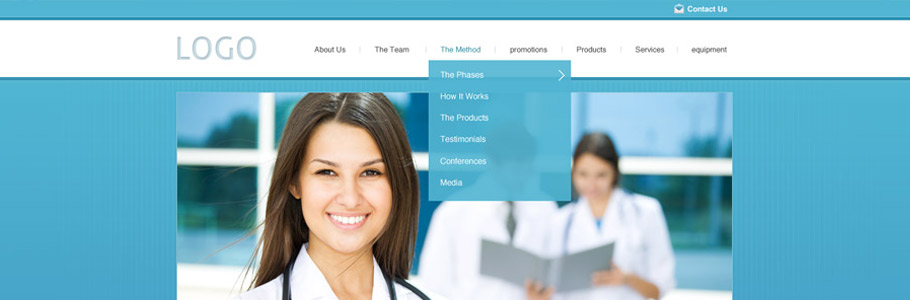 Contact Us
LOGO
About Us The Team The Method promotions Products Services equipment
The Phases
How It Works
The Products
Testimonials
Conferences
Media